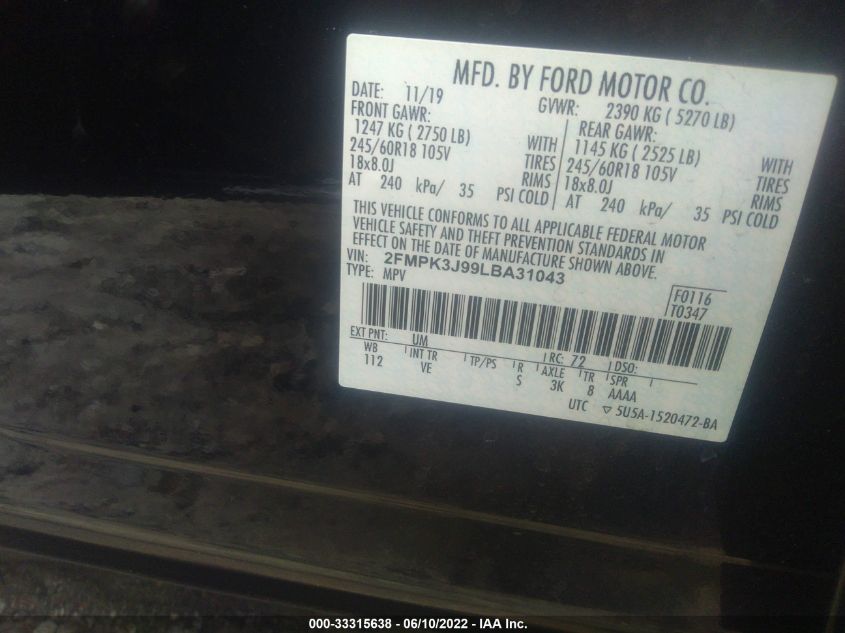 MFD. BY FORD MOTOR CO.
DATE: 11/19 GVWR: 2390 KG ( 5270 LB)
FRONT GAWR: REAR GAWR:
1247 KG ( 2750 LB) WITH 1145 KG ( 2525 LB) WITH
245/60R18 105V TIRES 245/60R18 105V TIRES
18x8.0J RIMS 18x8.0J RIMS
AT 240 kPa/ 35 PSI COLD AT 240 kPa/ 35 PSI COLD
THIS VEHICLE CONFORMS TO ALL APPLICABLE FEDERAL MOTOR
VEHICLE SAFETY AND THEFT PREVENTION STANDARDS IN
EFFECT ON THE DATE OF MANUFACTURE SHOWN ABOVE.
VIN: 2FMPK3J99LBA31043
TYPE: MPV
F0116
T0347
EXT PNT: UM RC: 72 DSO:
WB INT TR TP/PS R AXLE TR SPR
112 VE S 3K 8 AAAA
UTC ▽ 5U5A-1520472-BA
000-33315638 - 06/10/2022 - IAA Inc.